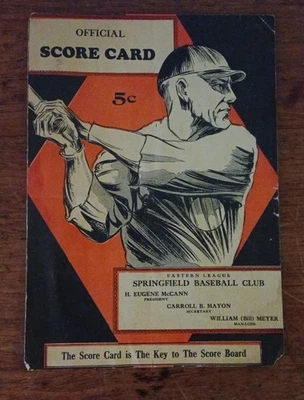 OFFICIAL
SCORE CARD
5c
EASTERN LEAGUE
SPRINGFIELD BASEBALL CLUB
H. EUGENE McCANN
PRESIDENT
CARROLL B. MAYON
SECRETARY
WILLIAM (Bill) MEYER
MANAGER
The Score Card is The Key to The Score Board